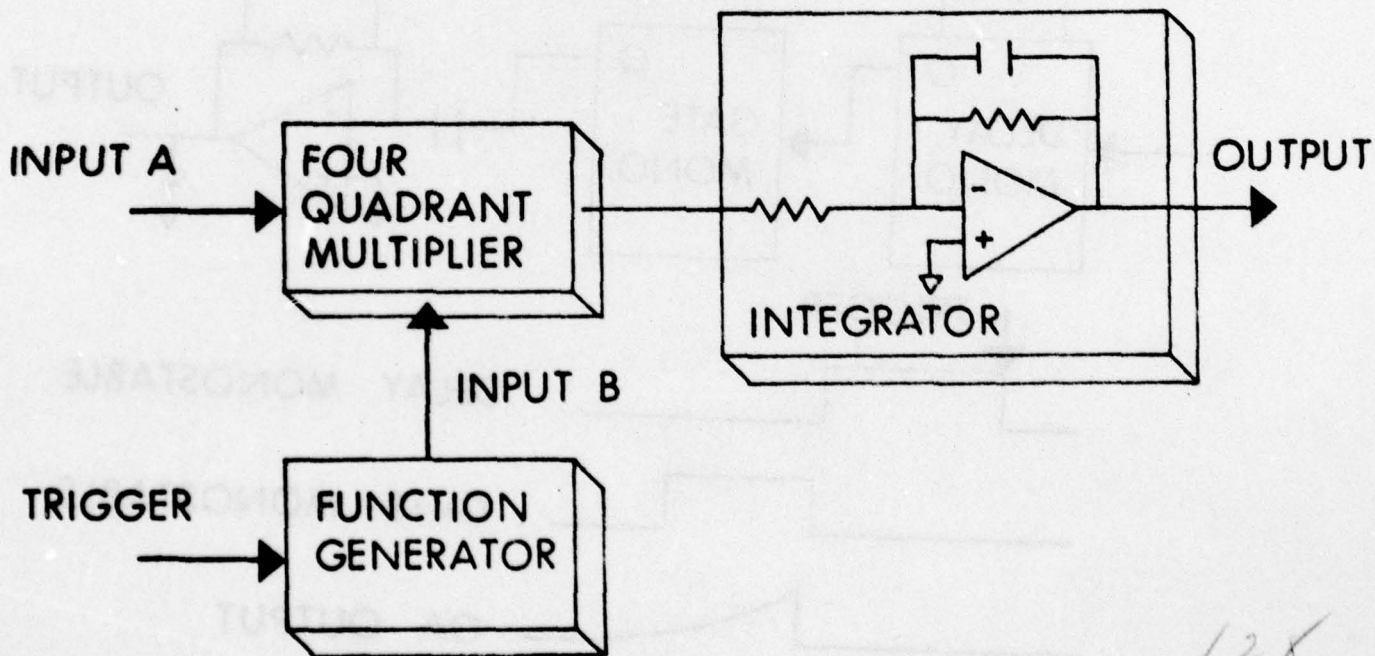 INPUT A
FOUR
QUADRANT
MULTIPLIER
-
+
INTEGRATOR
OUTPUT
INPUT B
TRIGGER
FUNCTION
GENERATOR